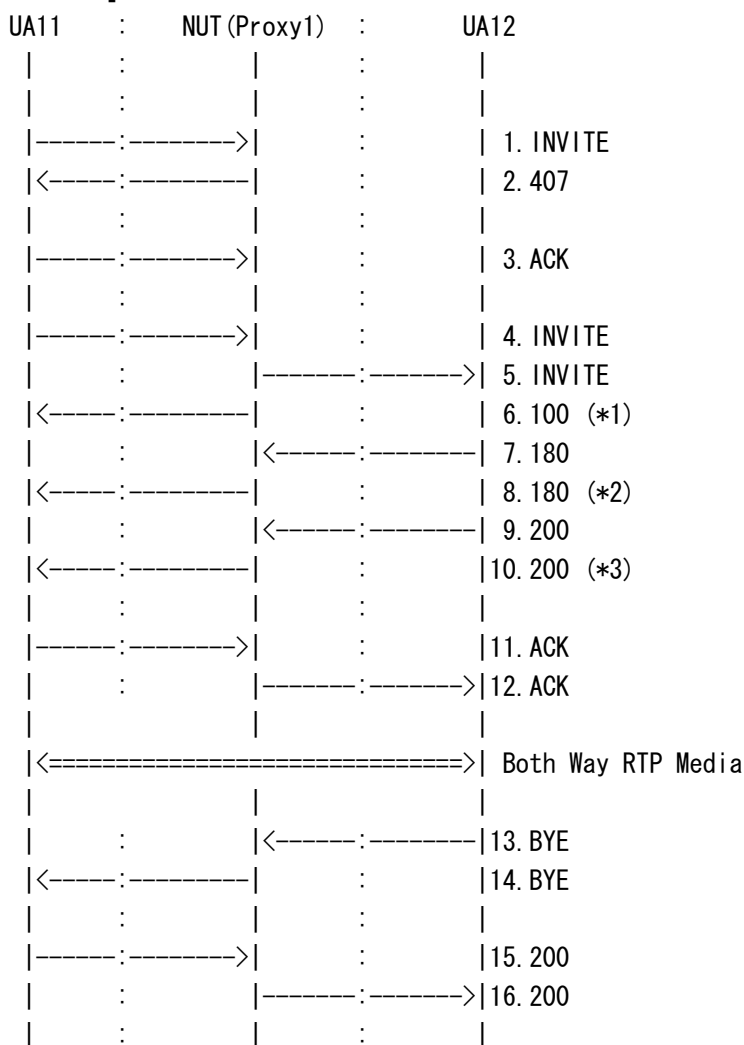 UA11 : NUT(Proxy1) : UA12
| : | : |
| : | : |
|------:-------->| : | 1. INVITE
|<-----:---------| : | 2. 407
| : | : |
|------:-------->| : | 3. ACK
| : | : |
|------:-------->| : | 4. INVITE
| : |------:------->| 5. INVITE
|<-----:---------| : | 6. 100 (*1)
| : |<------:-------| 7. 180
|<-----:---------| : | 8. 180 (*2)
| : |<------:-------| 9. 200
|<-----:---------| : |10. 200 (*3)
| : | : |
|------:-------->| : |11. ACK
| : |------:------->|12. ACK
| | |
|<==============================>| Both Way RTP Media
| | |
| : |<------:-------|13. BYE
|<-----:---------| : |14. BYE
| : | : |
|------:-------->| : |15. 200
| : |------:------->|16. 200
| : | : |